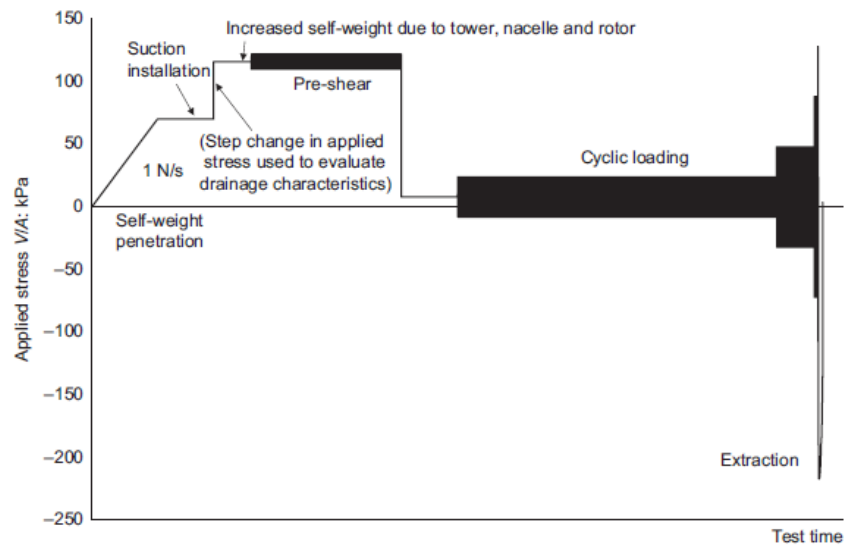 150
100
50
0
−50
−100
−150
−200
−250
Applied stress V/A: kPa
Increased self-weight due to tower, nacelle and rotor
Suction
installation
Pre-shear
(Step change in applied
stress used to evaluate
drainage characteristics)
1 N/s
Self-weight
penetration
Cyclic loading
Extraction
Test time